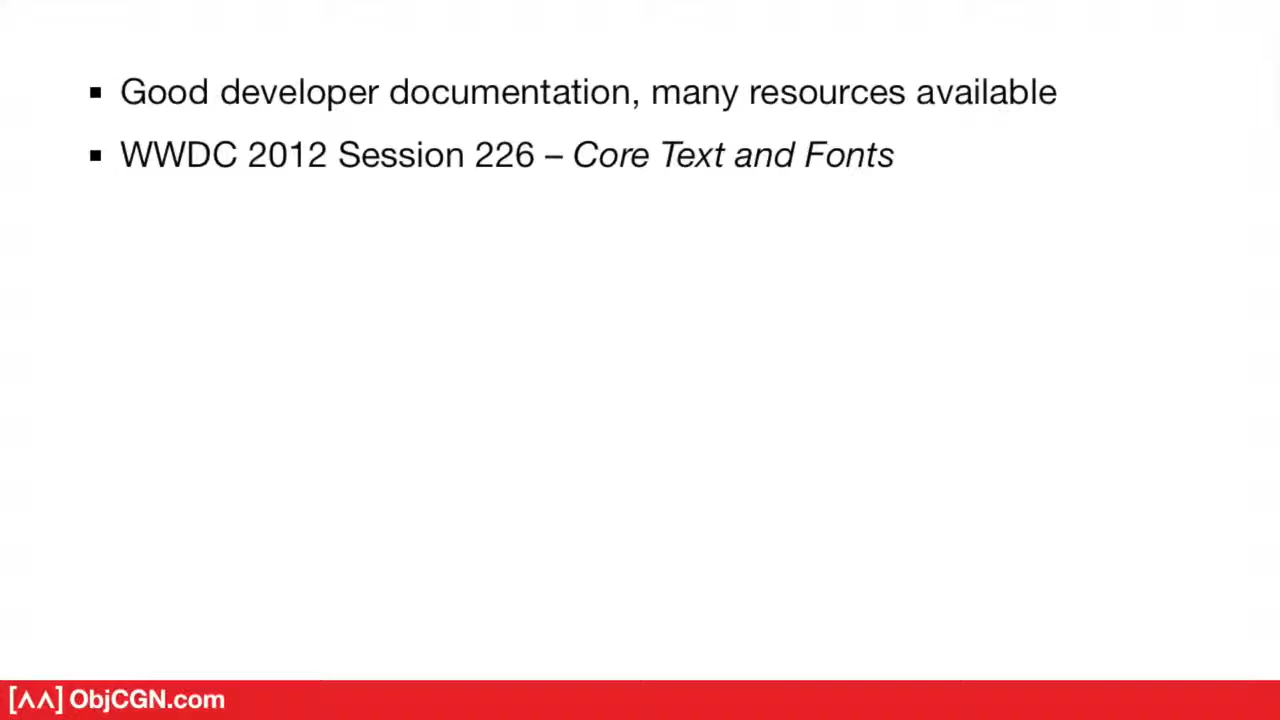 ▪ Good developer documentation, many resources available
▪ WWDC 2012 Session 226 – Core Text and Fonts
[ʌʌ] ObjCGN.com